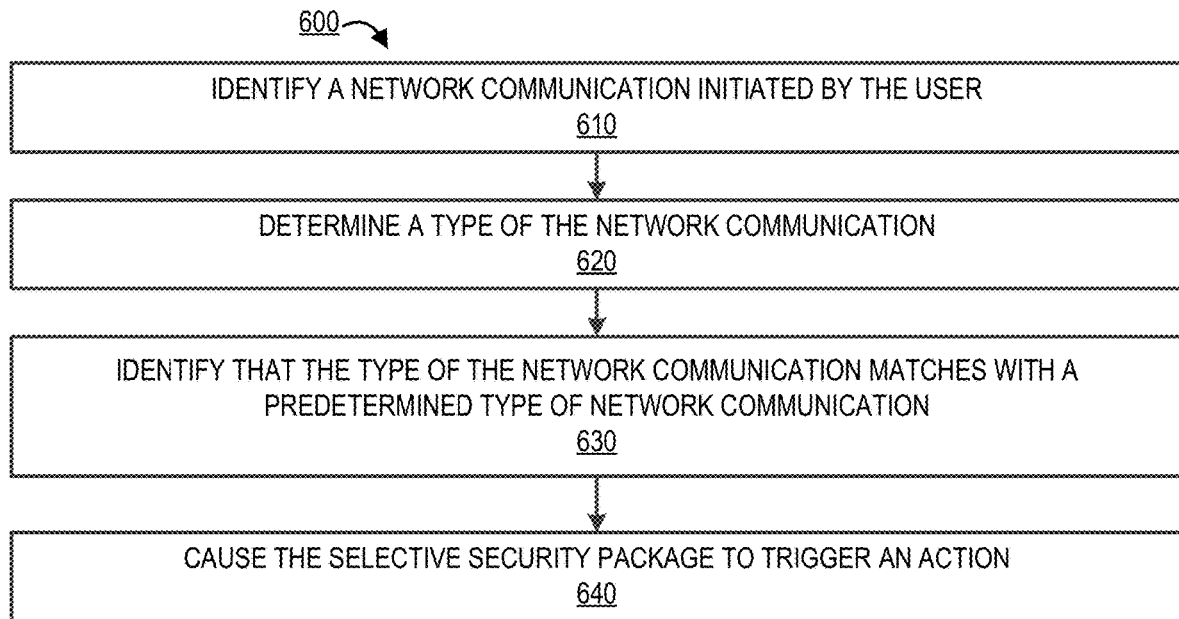 600
IDENTIFY A NETWORK COMMUNICATION INITIATED BY THE USER
610
DETERMINE A TYPE OF THE NETWORK COMMUNICATION
620
IDENTIFY THAT THE TYPE OF THE NETWORK COMMUNICATION MATCHES WITH A
PREDETERMINED TYPE OF NETWORK COMMUNICATION
630
CAUSE THE SELECTIVE SECURITY PACKAGE TO TRIGGER AN ACTION
640